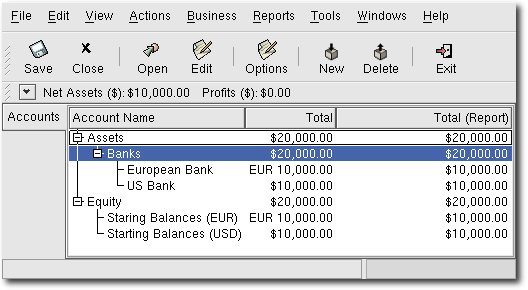 File Edit View Actions Business Reports Tools Windows Help
Save Close Open Edit Options New Delete Exit
Net Assets ($): $10,000.00 Profits ($): $0.00
Accounts Account Name Total Total (Report)
Assets $20,000.00 $20,000.00
Banks $20,000.00 $20,000.00
European Bank EUR 10,000.00 $10,000.00
US Bank $10,000.00 $10,000.00
Equity $20,000.00 $20,000.00
Staring Balances (EUR) EUR 10,000.00 $10,000.00
Starting Balances (USD) $10,000.00 $10,000.00